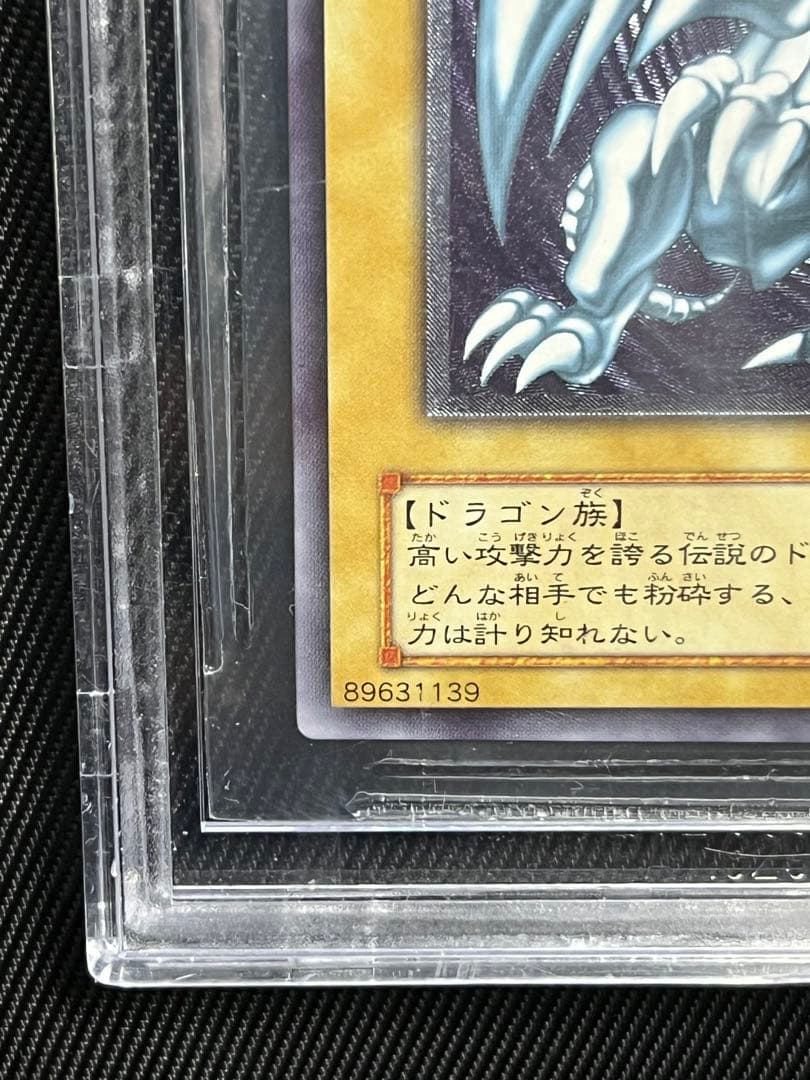 【ドラゴン族】
高い攻撃力を誇る伝説のド
どんな相手でも粉砕する、
力は計り知れない。
89631139